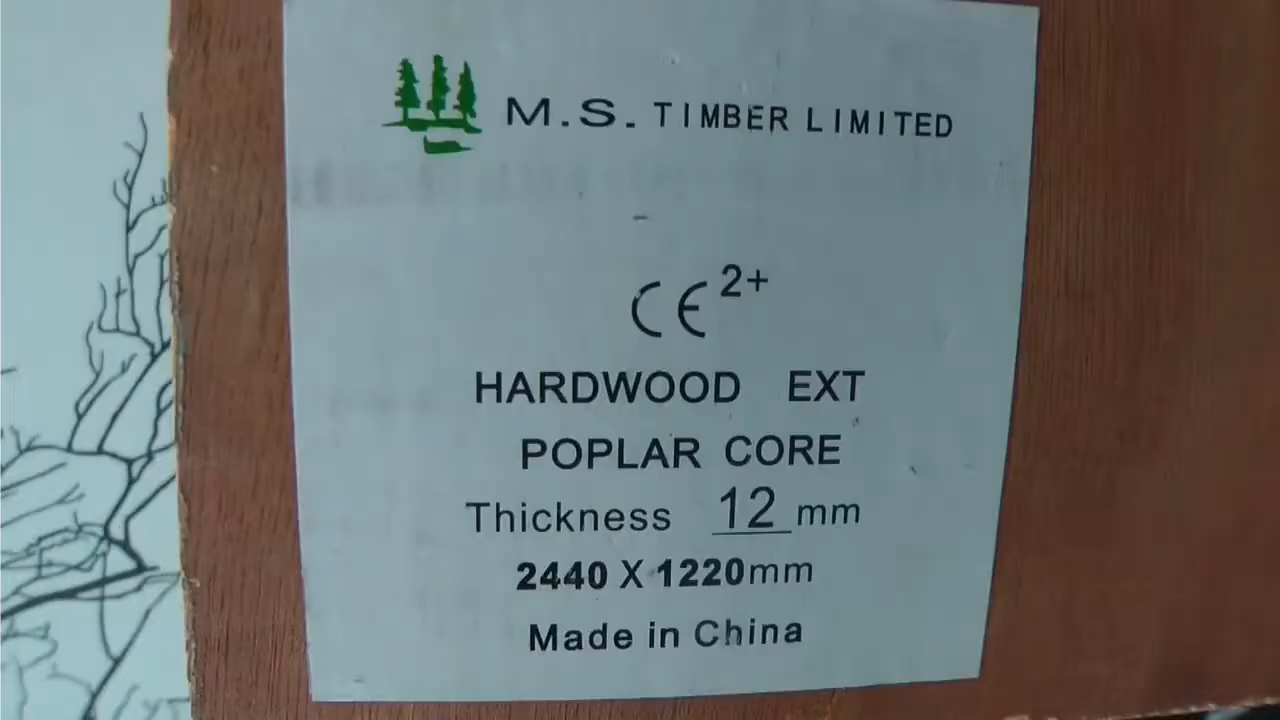 M.S. TIMBER LIMITED
CE 2+
HARDWOOD EXT
POPLAR CORE
Thickness 12 mm
2440 X 1220mm
Made in China